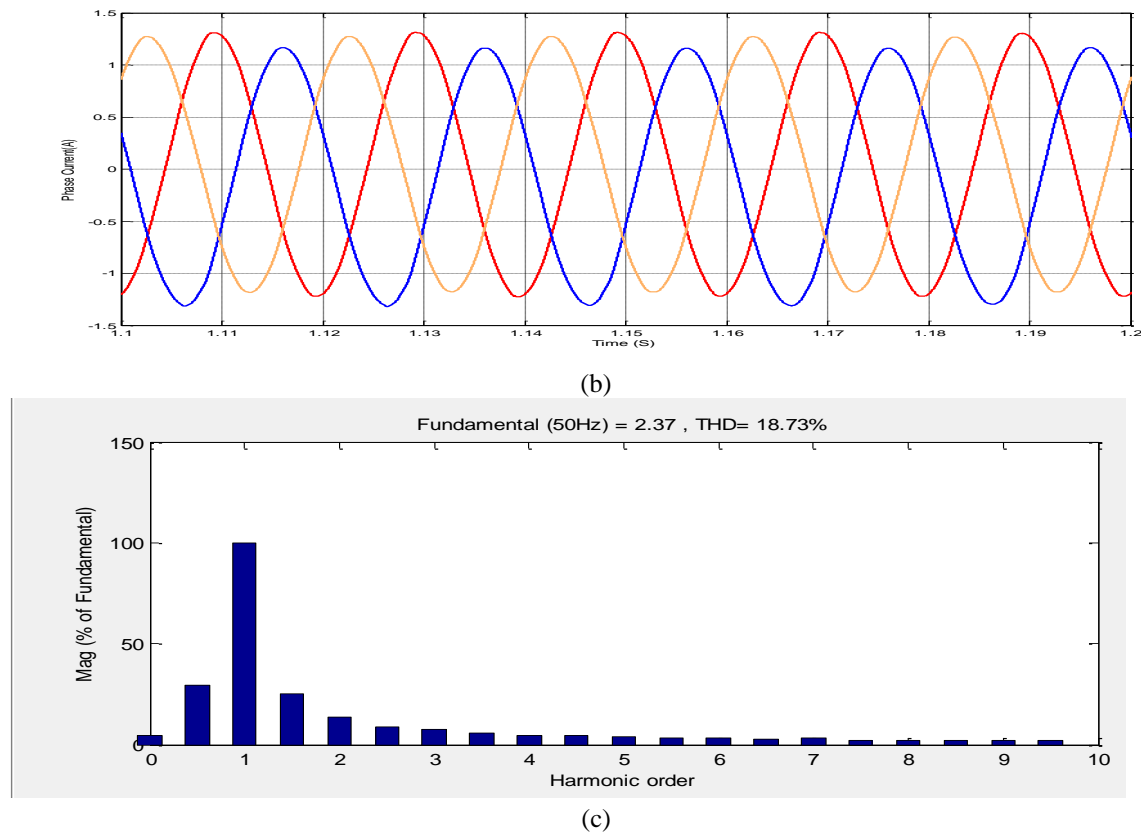 1.5
1
0.5
0
-0.5
-1
-1.5
Phase Current(A)
1.1 1.11 1.12 1.13 1.14 1.15 1.16 1.17 1.18 1.19 1.2
Time (S)
(b)
Fundamental (50Hz) = 2.37 , THD= 18.73%
150
100
50
0
Mag (% of Fundamental)
0 1 2 3 4 5 6 7 8 9 10
Harmonic order
(c)